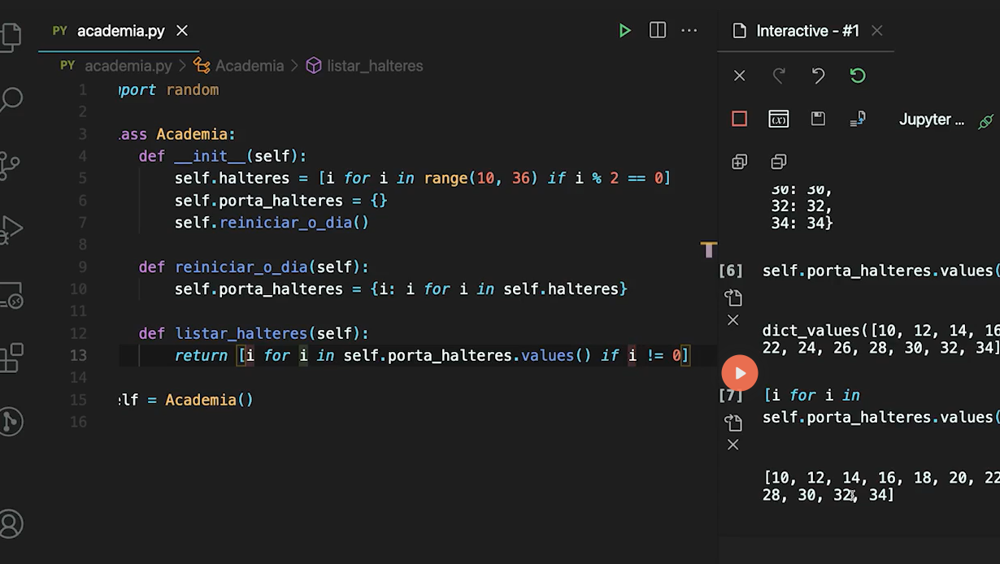 PY academia.py
PY academia.py > Academia > listar_halteres
1 mport random
2
3 lass Academia:
4 def __init__(self):
5 self.halteres = [i for i in range(10, 36) if i % 2 == 0]
6 self.porta_halteres = {}
7 self.reiniciar_o_dia()
8
9 def reiniciar_o_dia(self):
10 self.porta_halteres = {i: i for i in self.halteres}
11
12 def listar_halteres(self):
13 return [i for i in self.porta_halteres.values() if i != 0]
14
15 elf = Academia()
16
Interactive - #1
(x)
Jupyter ...
30: 30,
32: 32,
34: 34}
[6] self.porta_halteres.values(
dict_values([10, 12, 14, 16
22, 24, 26, 28, 30, 32, 34]
[7] [i for i in
self.porta_halteres.values(
[10, 12, 14, 16, 18, 20, 22
28, 30, 32, 34]